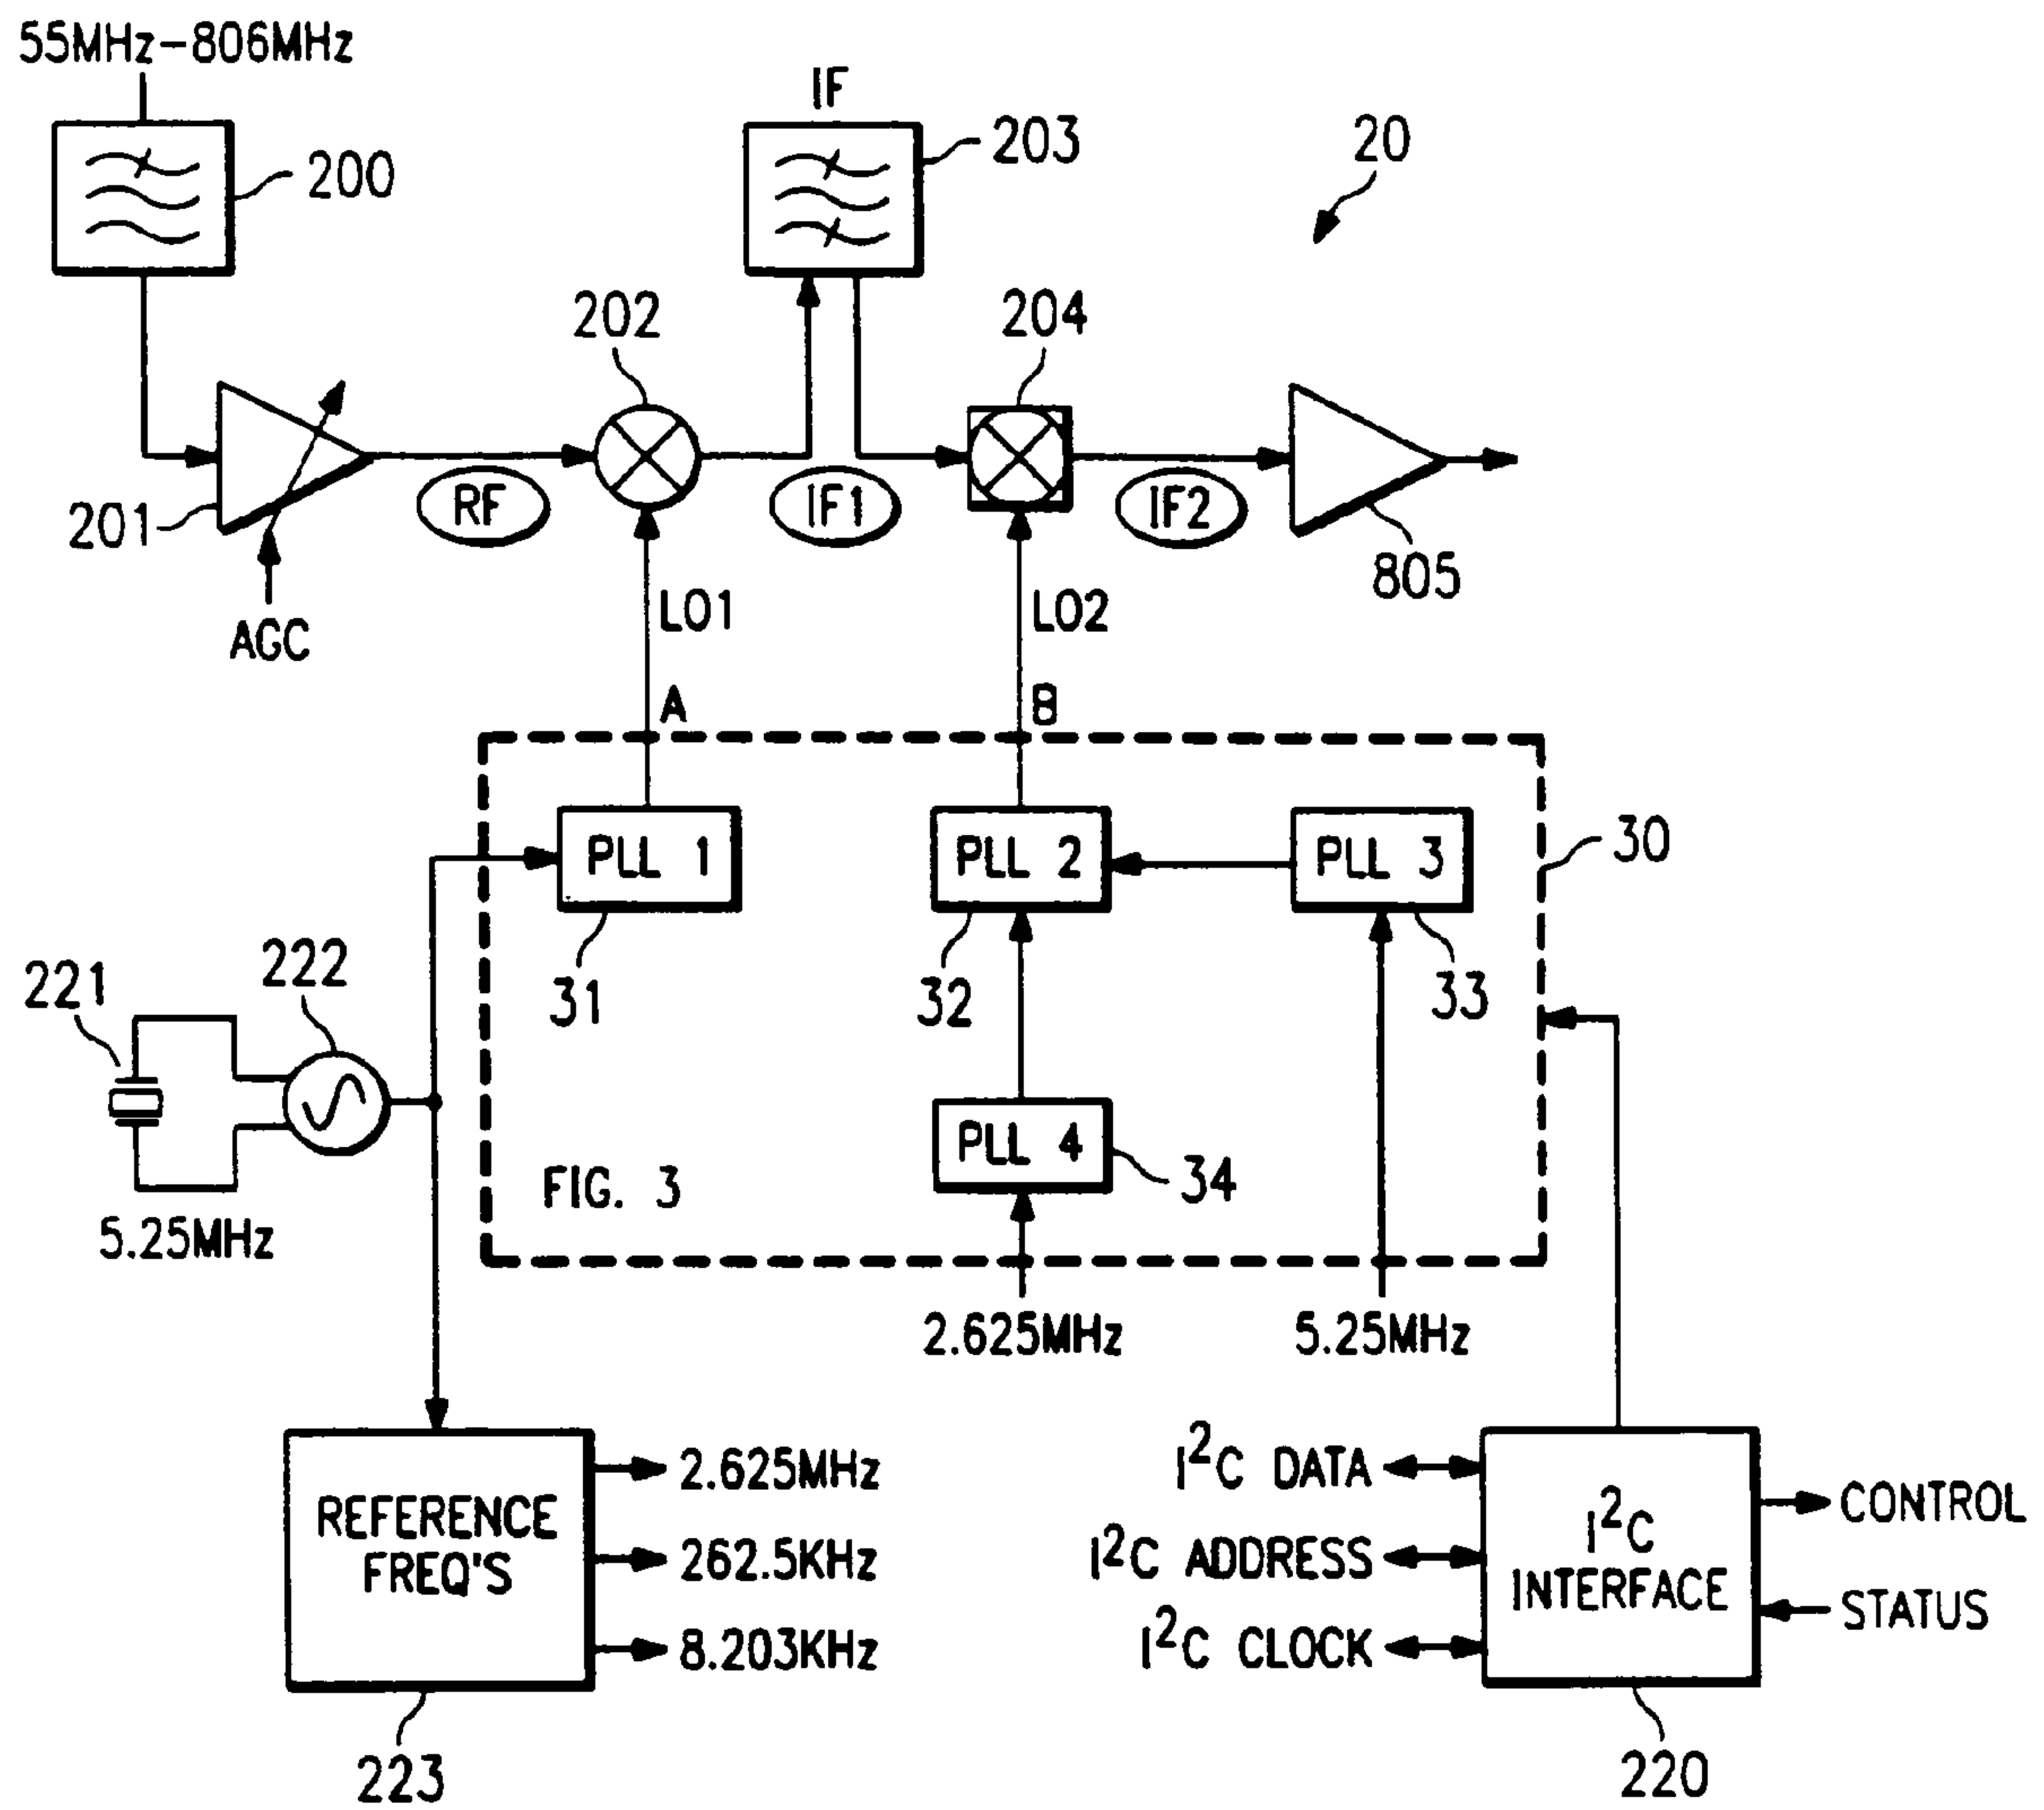 55MHz-806MHz
IF
200
203
20
202
204
201
RF
IF1
IF2
805
AGC
LO1
LO2
A
B
PLL 1
PLL 2
PLL 3
30
31
32
33
221
222
PLL 4
34
FIG. 3
5.25MHz
2.625MHz
5.25MHz
REFERENCE
FREQ'S
2.625MHz
262.5KHz
8.203KHz
I²C DATA
I²C ADDRESS
I²C CLOCK
I²C
INTERFACE
CONTROL
STATUS
223
220